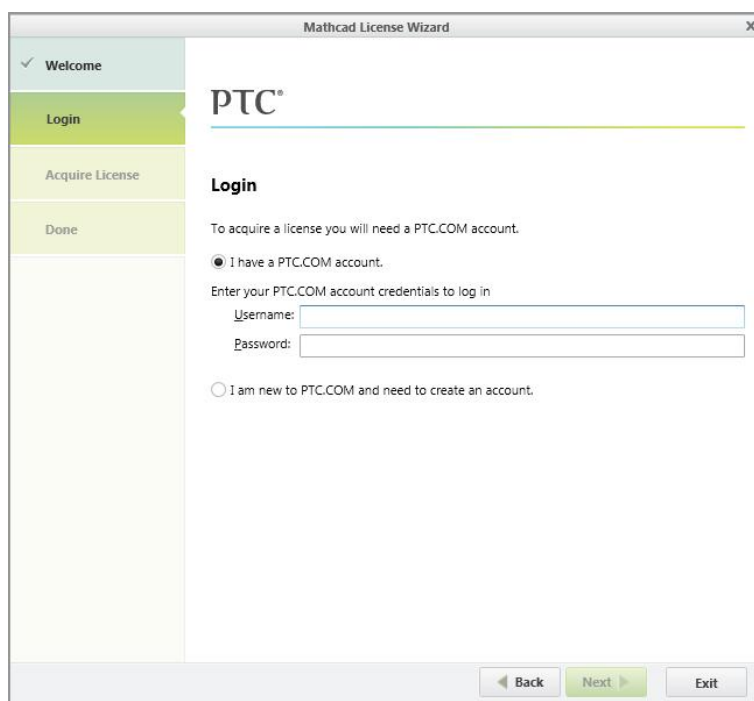 Mathcad License Wizard
Welcome
Login
Acquire License
Done
PTC®
Login
To acquire a license you will need a PTC.COM account.
I have a PTC.COM account.
Enter your PTC.COM account credentials to log in
Username:
Password:
I am new to PTC.COM and need to create an account.
Back Next Exit